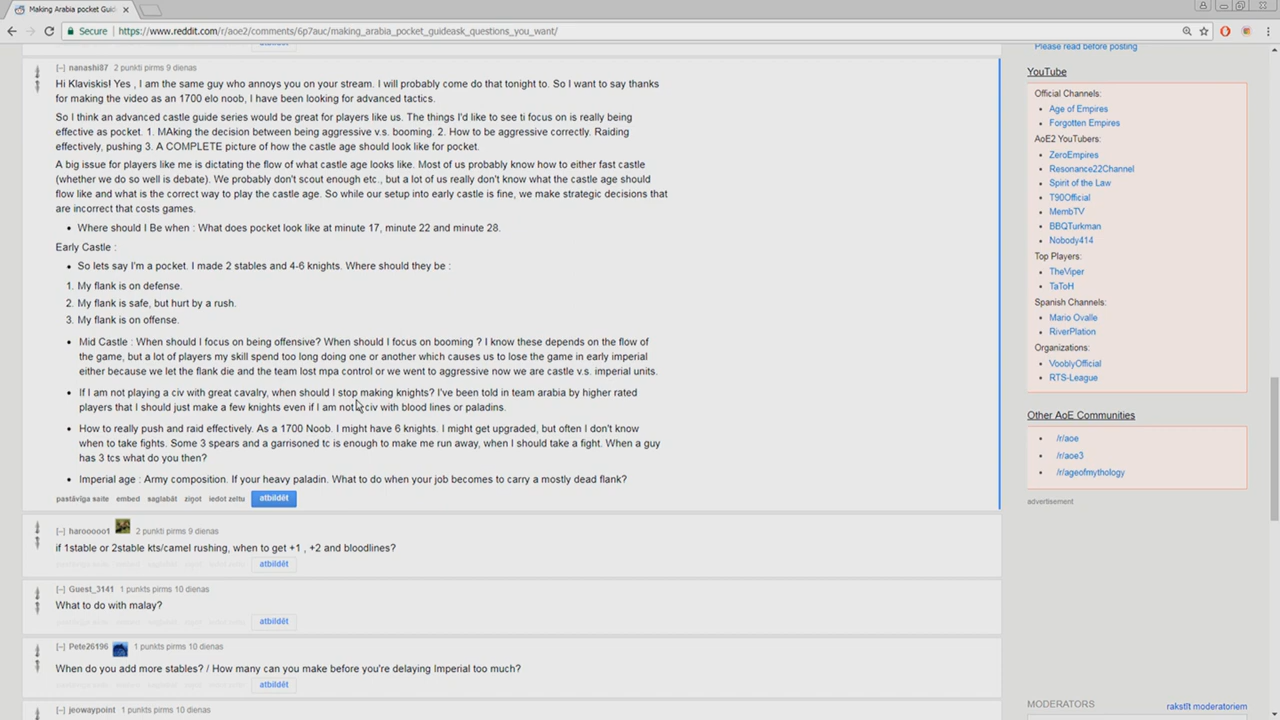 Making Arabia pocket Guid
Secure https://www.reddit.com/r/aoe2/comments/6p7auc/making_arabia_pocket_guideask_questions_you_want/
atbildēt
[–] nanashi87 2 punkti pirms 9 dienas
Hi Klaviskis! Yes , I am the same guy who annoys you on your stream. I will probably come do that tonight to. So I want to say thanks
for making the video as an 1700 elo noob, I have been looking for advanced tactics.
So I think an advanced castle guide series would be great for players like us. The things I'd like to see ti focus on is really being
effective as pocket. 1. MAking the decision between being aggressive v.s. booming. 2. How to be aggressive correctly. Raiding
effectively, pushing 3. A COMPLETE picture of how the castle age should look like for pocket.
A big issue for players like me is dictating the flow of what castle age looks like. Most of us probably know how to either fast castle
(whether we do so well is debate). We probably don't scout enough. But most of us really don't know what the castle age should
flow like and what is the correct way to play the castle age. So while our setup into early castle is fine, we make strategic decisions that
are incorrect that costs games.
• Where should I Be when : What does pocket look like at minute 17, minute 22 and minute 28.
Early Castle :
• So lets say I'm a pocket. I made 2 stables and 4-6 knights. Where should they be :
1. My flank is on defense.
2. My flank is safe, but hurt by a rush.
3. My flank is on offense.
• Mid Castle : When should I focus on being offensive? When should I focus on booming ? I know these depends on the flow of
the game, but a lot of players my skill spend too long doing one or another which causes us to lose the game in early imperial
either because we let the flank die and the team lost mpa control or we went to aggressive now we are castle v.s. imperial units.
• If I am not playing a civ with great cavalry, when should I stop making knights? I've been told in team arabia by higher rated
players that I should just make a few knights even if I am not a civ with blood lines or paladins.
• How to really push and raid effectively. As a 1700 Noob. I might have 6 knights. I might get upgraded, but often I don't know
when to take fights. Some 3 spears and a garrisoned tc is enough to make me run away, when I should take a fight. When a guy
has 3 tcs what do you then?
• Imperial age : Army composition. If your heavy paladin. What to do when your job becomes to carry a mostly dead flank?
pastāvīga saite embed saglabāt ziņot iedot zeltu atbildēt
[–] harooooo1 2 punkti pirms 9 dienas
if 1stable or 2stable kts/camel rushing, when to get +1 , +2 and bloodlines?
atbildēt
[–] Guest_3141 1 punkts pirms 10 dienas
What to do with malay?
atbildēt
[–] Pete26196 1 punkts pirms 10 dienas
When do you add more stables? / How many can you make before you're delaying Imperial too much?
atbildēt
[–] jeowaypoint 1 punkts pirms 10 dienas
Please read before posting
YouTube
Official Channels:
• Age of Empires
• Forgotten Empires
AoE2 YouTubers:
• ZeroEmpires
• Resonance22Channel
• Spirit of the Law
• T90Official
• MembTV
• BBQTurkman
• Nobody414
Top Players:
• TheViper
• TaToH
Spanish Channels:
• Mario Ovalle
• RiverPlation
Organizations:
• VooblyOfficial
• RTS-League
Other AoE Communities
• /r/aoe
• /r/aoe3
• /r/ageofmythology
advertisement
MODERATORS rakstīt moderatoriem